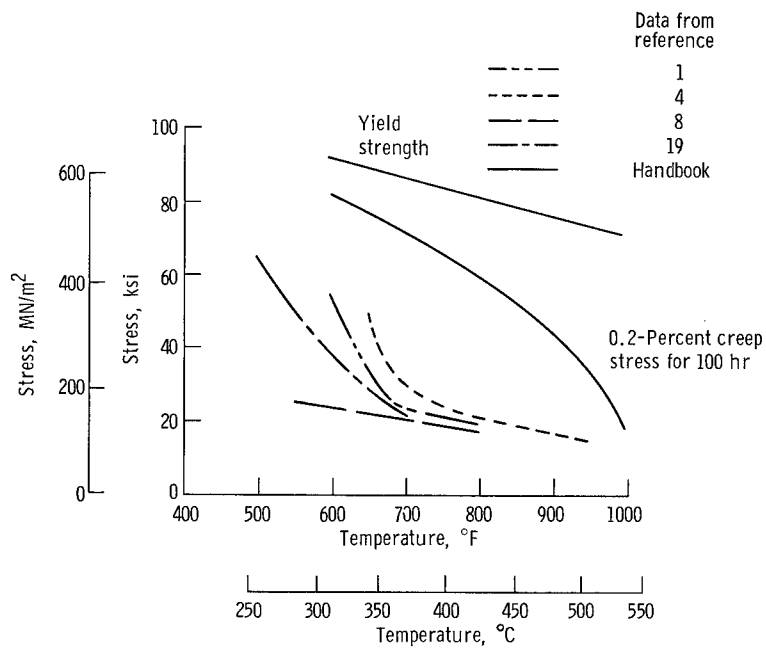 Data from
reference
1
4
8
19
Handbook
Yield
strength
0.2-Percent creep
stress for 100 hr
Stress, MN/m²
600
400
200
0
Stress, ksi
100
80
60
40
20
0
400 500 600 700 800 900 1000
Temperature, °F
250 300 350 400 450 500 550
Temperature, °C